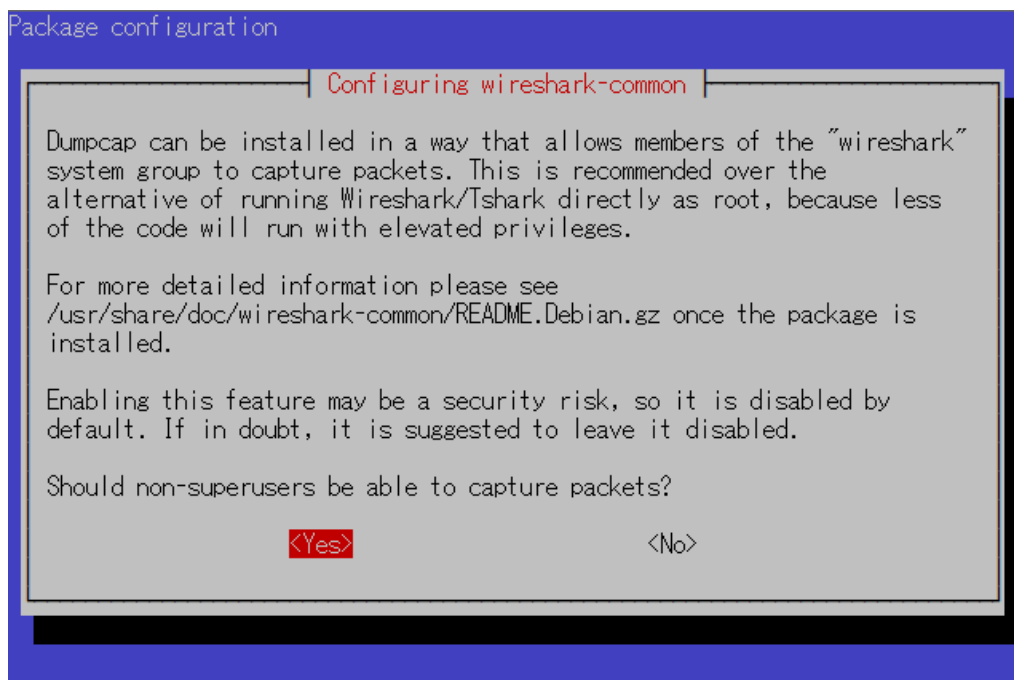 Package configuration
Configuring wireshark-common
Dumpcap can be installed in a way that allows members of the "wireshark"
system group to capture packets. This is recommended over the
alternative of running Wireshark/Tshark directly as root, because less
of the code will run with elevated privileges.
For more detailed information please see
/usr/share/doc/wireshark-common/README.Debian.gz once the package is
installed.
Enabling this feature may be a security risk, so it is disabled by
default. If in doubt, it is suggested to leave it disabled.
Should non-superusers be able to capture packets?
<Yes> <No>